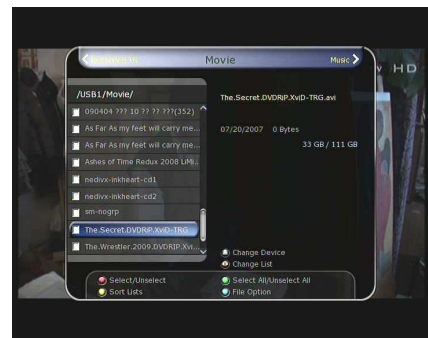 Movie
Music
HD
/USB1/Movie/
The.Secret.DVDRiP.XviD-TRG.avi
090404 ??? 10 ?? ?? ???(352)
As Far As my feet will carry me...
07/20/2007 0 Bytes
As Far As my feet will carry me...
33 GB / 111 GB
Ashes of Time Redux 2008 LiMi..
nedivx-inkheart-cd1
nedivx-inkheart-cd2
sm-nogrp
The.Secret.DVDRiP.XviD-TRG
The.Wrestler.2009.DVDRIP.Xvi...
Change Device
Change List
Select/Unselect
Select All/Unselect All
Sort Lists
File Option